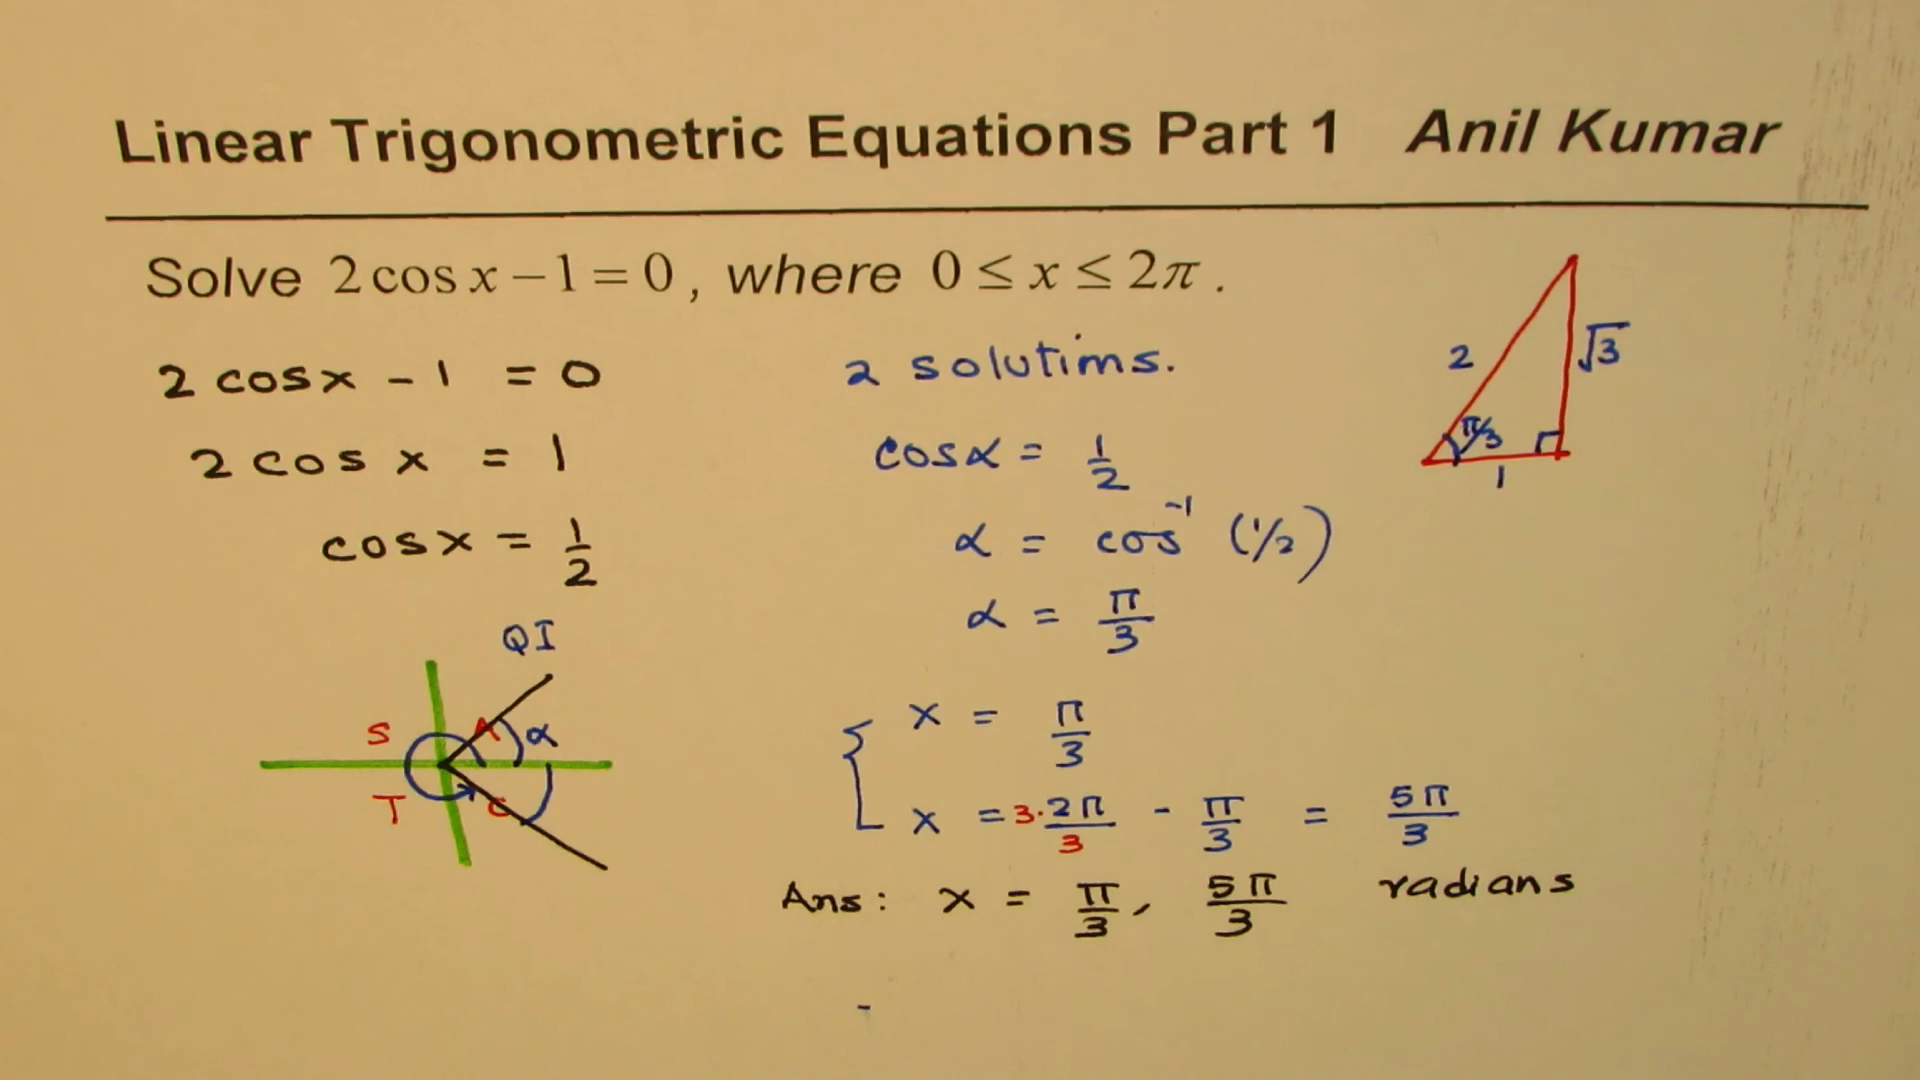 Linear Trigonometric Equations Part 1 Anil Kumar
Solve 2 cos x − 1 = 0, where 0 ≤ x ≤ 2π.
2 cosx - 1 = 0
2 cos x = 1
cosx = 1/2
QI
S A α
T C
2 solutims.
cosα = 1/2
α = cos⁻¹ (1/2)
α = π/3
x = π/3
x = 3·2π/3 - π/3 = 5π/3
Ans: x = π/3, 5π/3 radians
2 √3
π/3
1